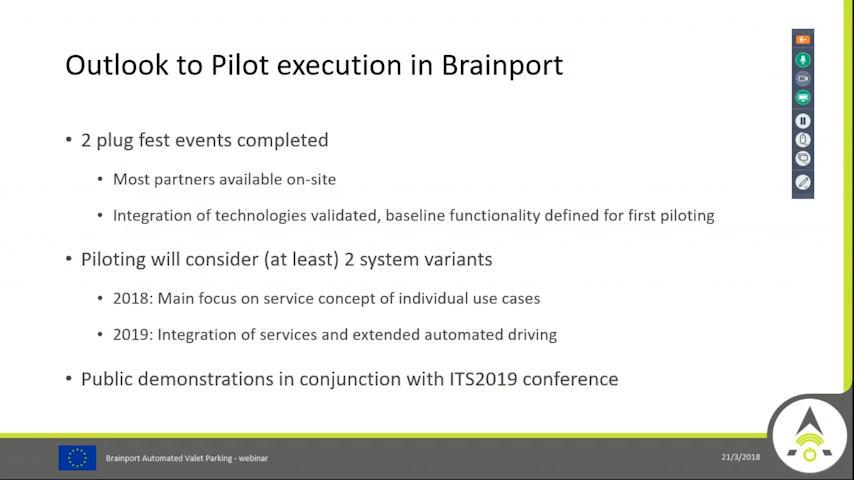 Outlook to Pilot execution in Brainport
• 2 plug fest events completed
• Most partners available on-site
• Integration of technologies validated, baseline functionality defined for first piloting
• Piloting will consider (at least) 2 system variants
• 2018: Main focus on service concept of individual use cases
• 2019: Integration of services and extended automated driving
• Public demonstrations in conjunction with ITS2019 conference
Brainport Automated Valet Parking - webinar
21/3/2018